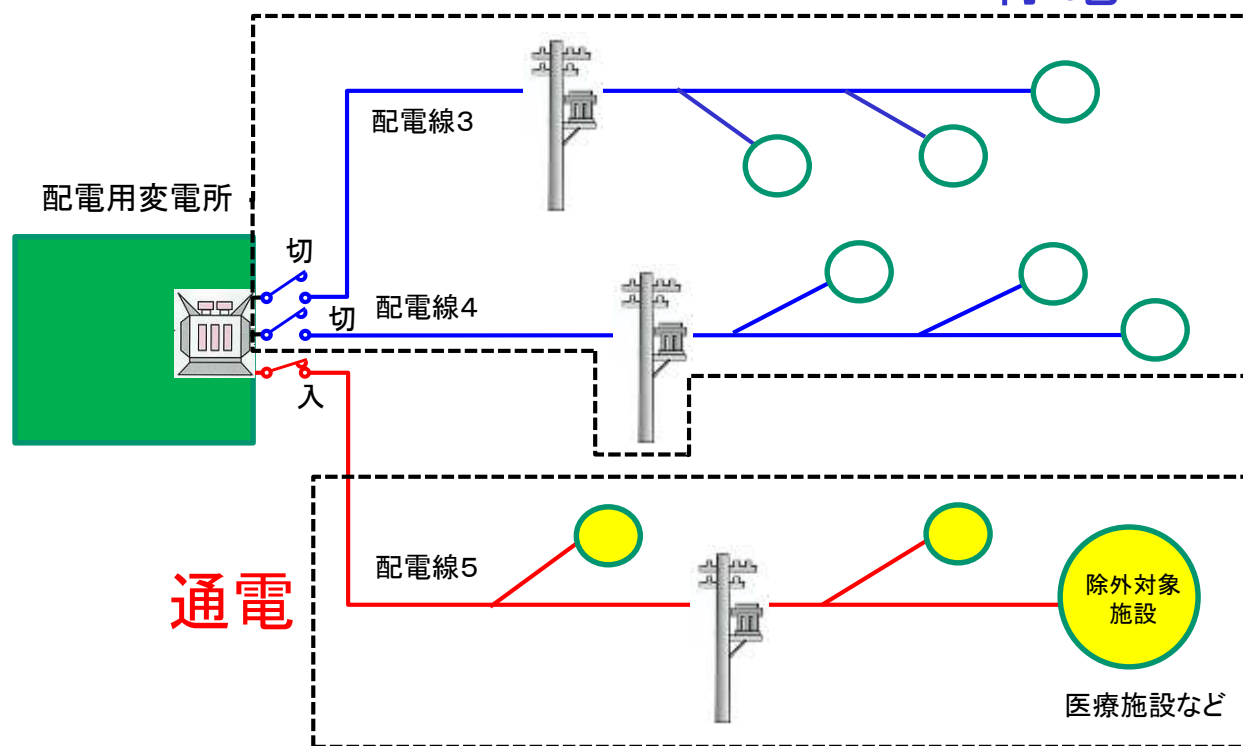 配電線3
配電用変電所
切
配電線4
切
入
配電線5
通電
除外対象
施設
医療施設など